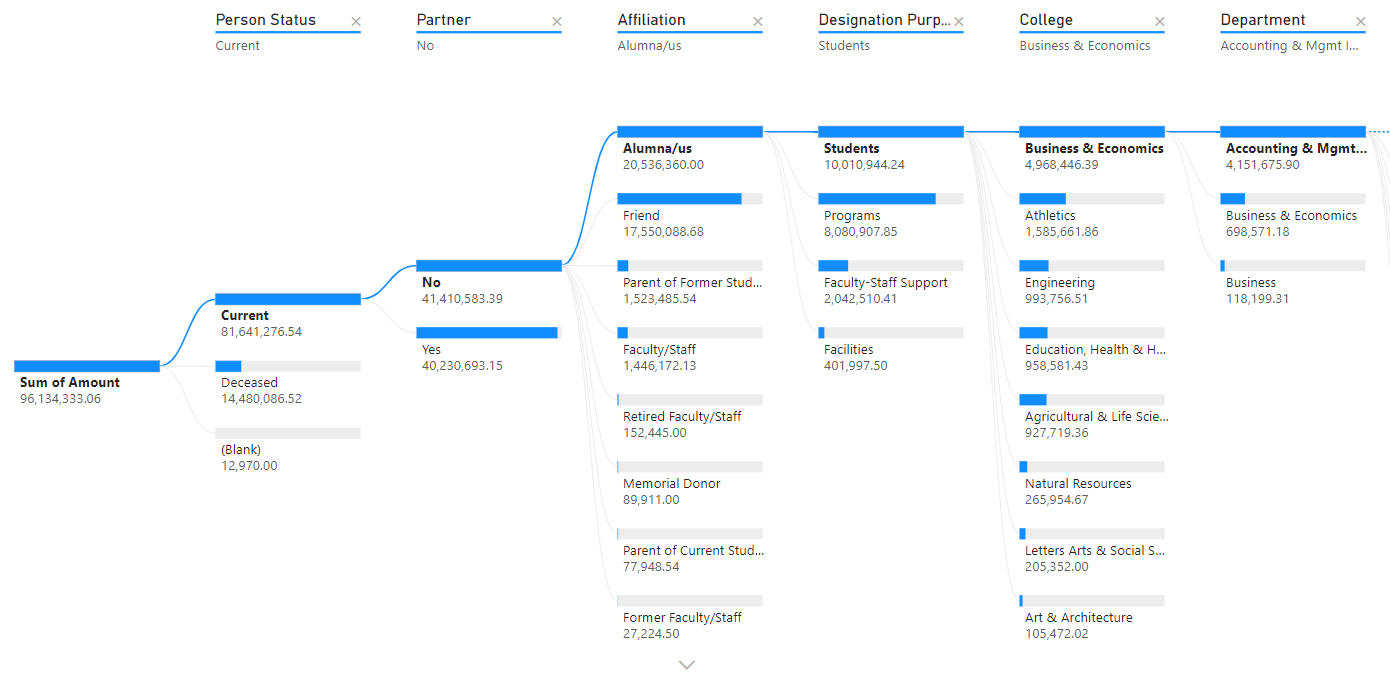 Person Status
Current
Partner
No
Affiliation
Alumna/us
Designation Purp...
Students
College
Business & Economics
Department
Accounting & Mgmt I...
Sum of Amount
96,134,333.06
Current
81,641,276.54
Deceased
14,480,086.52
(Blank)
12,970.00
No
41,410,583.39
Yes
40,230,693.15
Alumna/us
20,536,360.00
Friend
17,550,088.68
Parent of Former Stud...
1,523,485.54
Faculty/Staff
1,446,172.13
Retired Faculty/Staff
152,445.00
Memorial Donor
89,911.00
Parent of Current Stud...
77,948.54
Former Faculty/Staff
27,224.50
Students
10,010,944.24
Programs
8,080,907.85
Faculty-Staff Support
2,042,510.41
Facilities
401,997.50
Business & Economics
4,968,446.39
Athletics
1,585,661.86
Engineering
993,756.51
Education, Health & H...
958,581.43
Agricultural & Life Scie...
927,719.36
Natural Resources
265,954.67
Letters Arts & Social S...
205,352.00
Art & Architecture
105,472.02
Accounting & Mgmt...
4,151,675.90
Business & Economics
698,571.18
Business
118,199.31